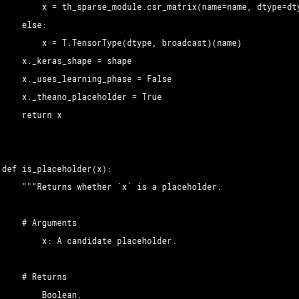 x = th_sparse_module.csr_matrix(name=name, dtype=dty
else:
x = T.TensorType(dtype, broadcast)(name)
x._keras_shape = shape
x._uses_learning_phase = False
x._theano_placeholder = True
return x
def is_placeholder(x):
"""Returns whether `x` is a placeholder.
# Arguments
x: A candidate placeholder.
# Returns
Boolean.